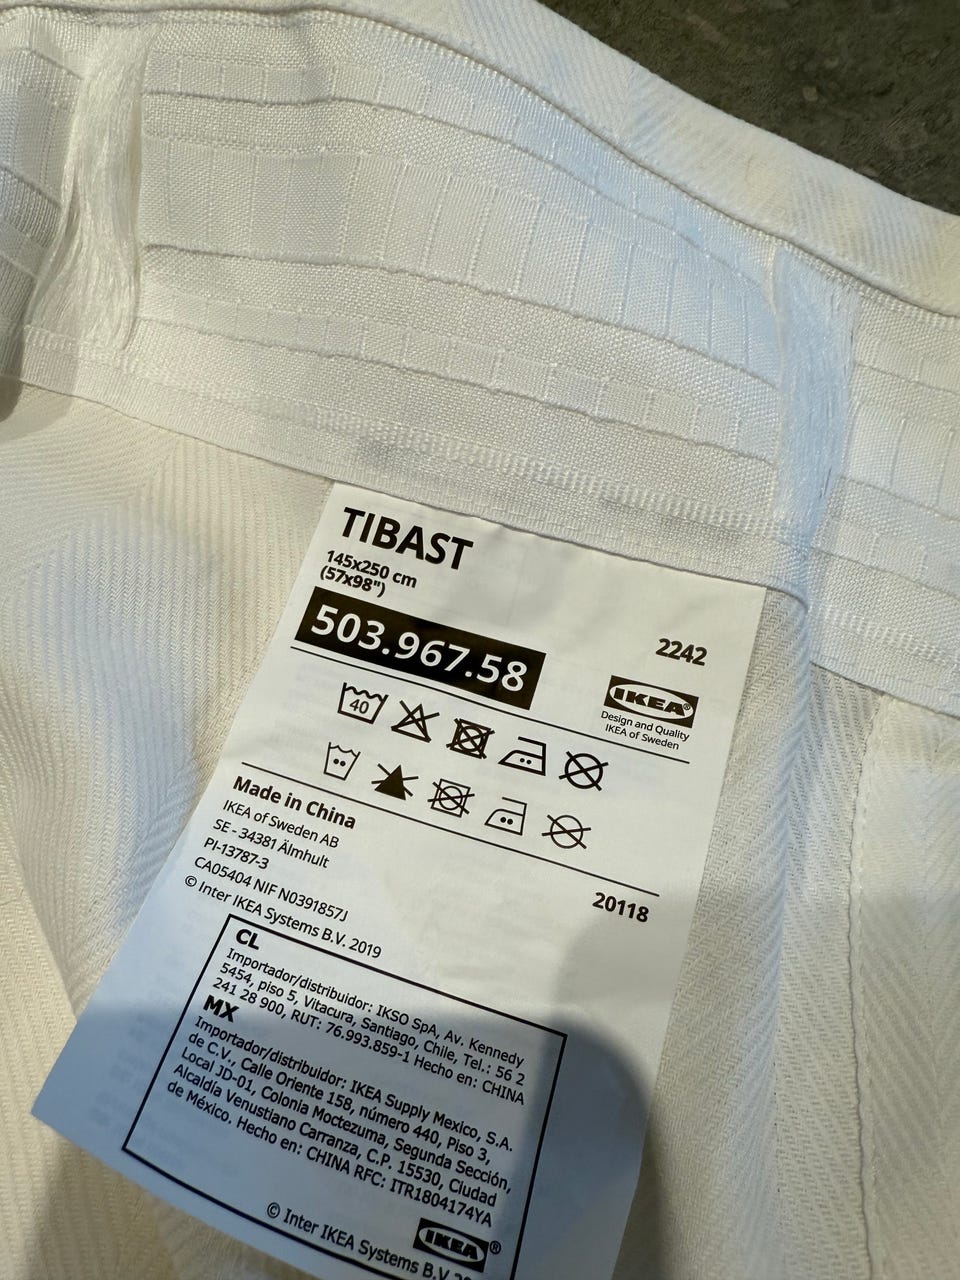 TIBAST
145x250 cm
(57x98")
503.967.58
2242
IKEA®
Design and Quality
IKEA of Sweden
40
Made in China
IKEA of Sweden AB
SE - 34381 Älmhult
PI-13787-3
CA05404 NIF N0391857J
© Inter IKEA Systems B.V. 2019
20118
CL
Importador/distribuidor: IKSO SpA, Av. Kennedy
5454, piso 5, Vitacura, Santiago, Chile, Tel.: 56 2
241 28 900, RUT: 76.993.859-1 Hecho en: CHINA
MX
Importador/distribuidor: IKEA Supply Mexico, S.A.
de C.V., Calle Oriente 158, número 440, Piso 3,
Local JD-01, Colonia Moctezuma, Segunda Sección,
Alcaldía Venustiano Carranza, C.P. 15530, Ciudad
de México. Hecho en: CHINA RFC: ITR1804174YA
IKEA®
© Inter IKEA Systems B.V.